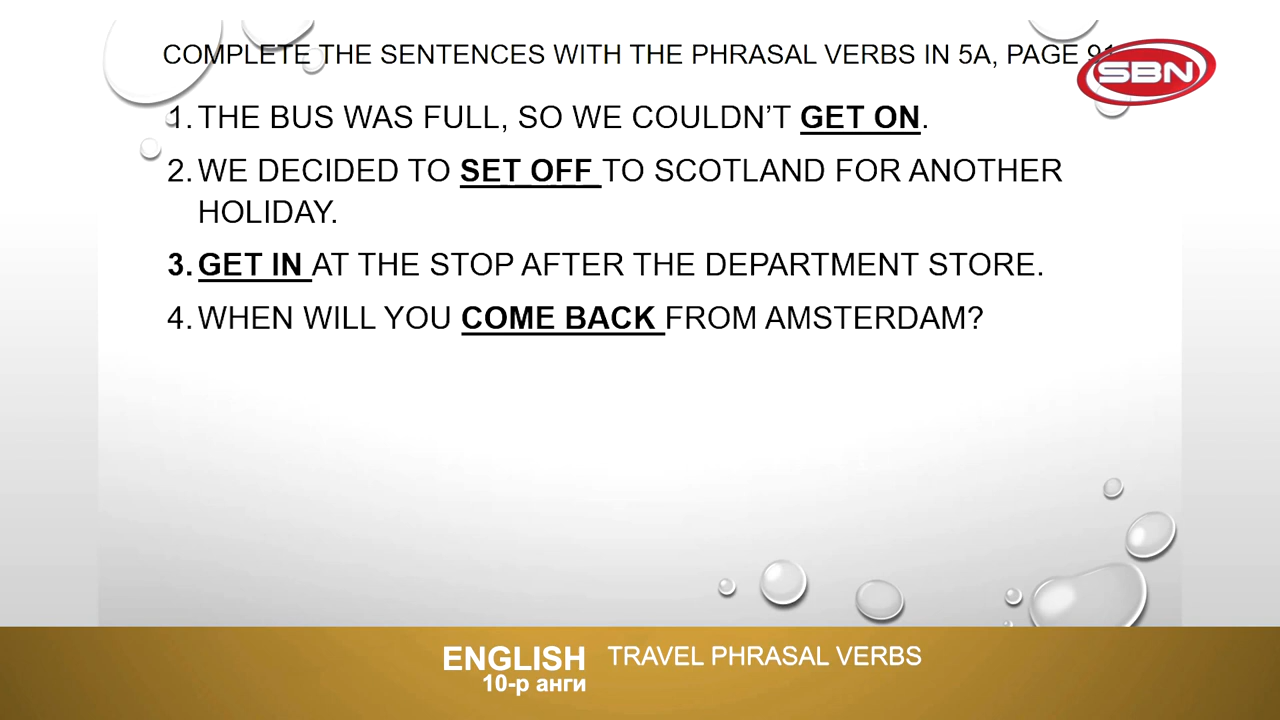 COMPLETE THE SENTENCES WITH THE PHRASAL VERBS IN 5A, PAGE
SBN
1. THE BUS WAS FULL, SO WE COULDN'T GET ON.
2. WE DECIDED TO SET OFF TO SCOTLAND FOR ANOTHER
HOLIDAY.
3. GET IN AT THE STOP AFTER THE DEPARTMENT STORE.
4. WHEN WILL YOU COME BACK FROM AMSTERDAM?
ENGLISH TRAVEL PHRASAL VERBS
10-р анги